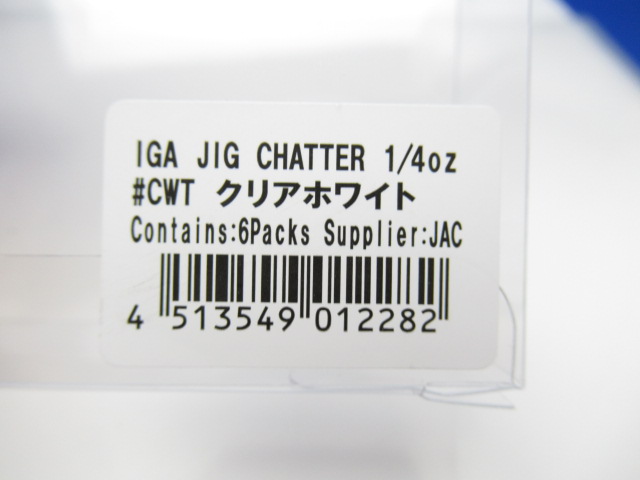 IGA JIG CHATTER 1/4oz
#CWT クリアホワイト
Contains:6Packs Supplier:JAC
4 513549 012282